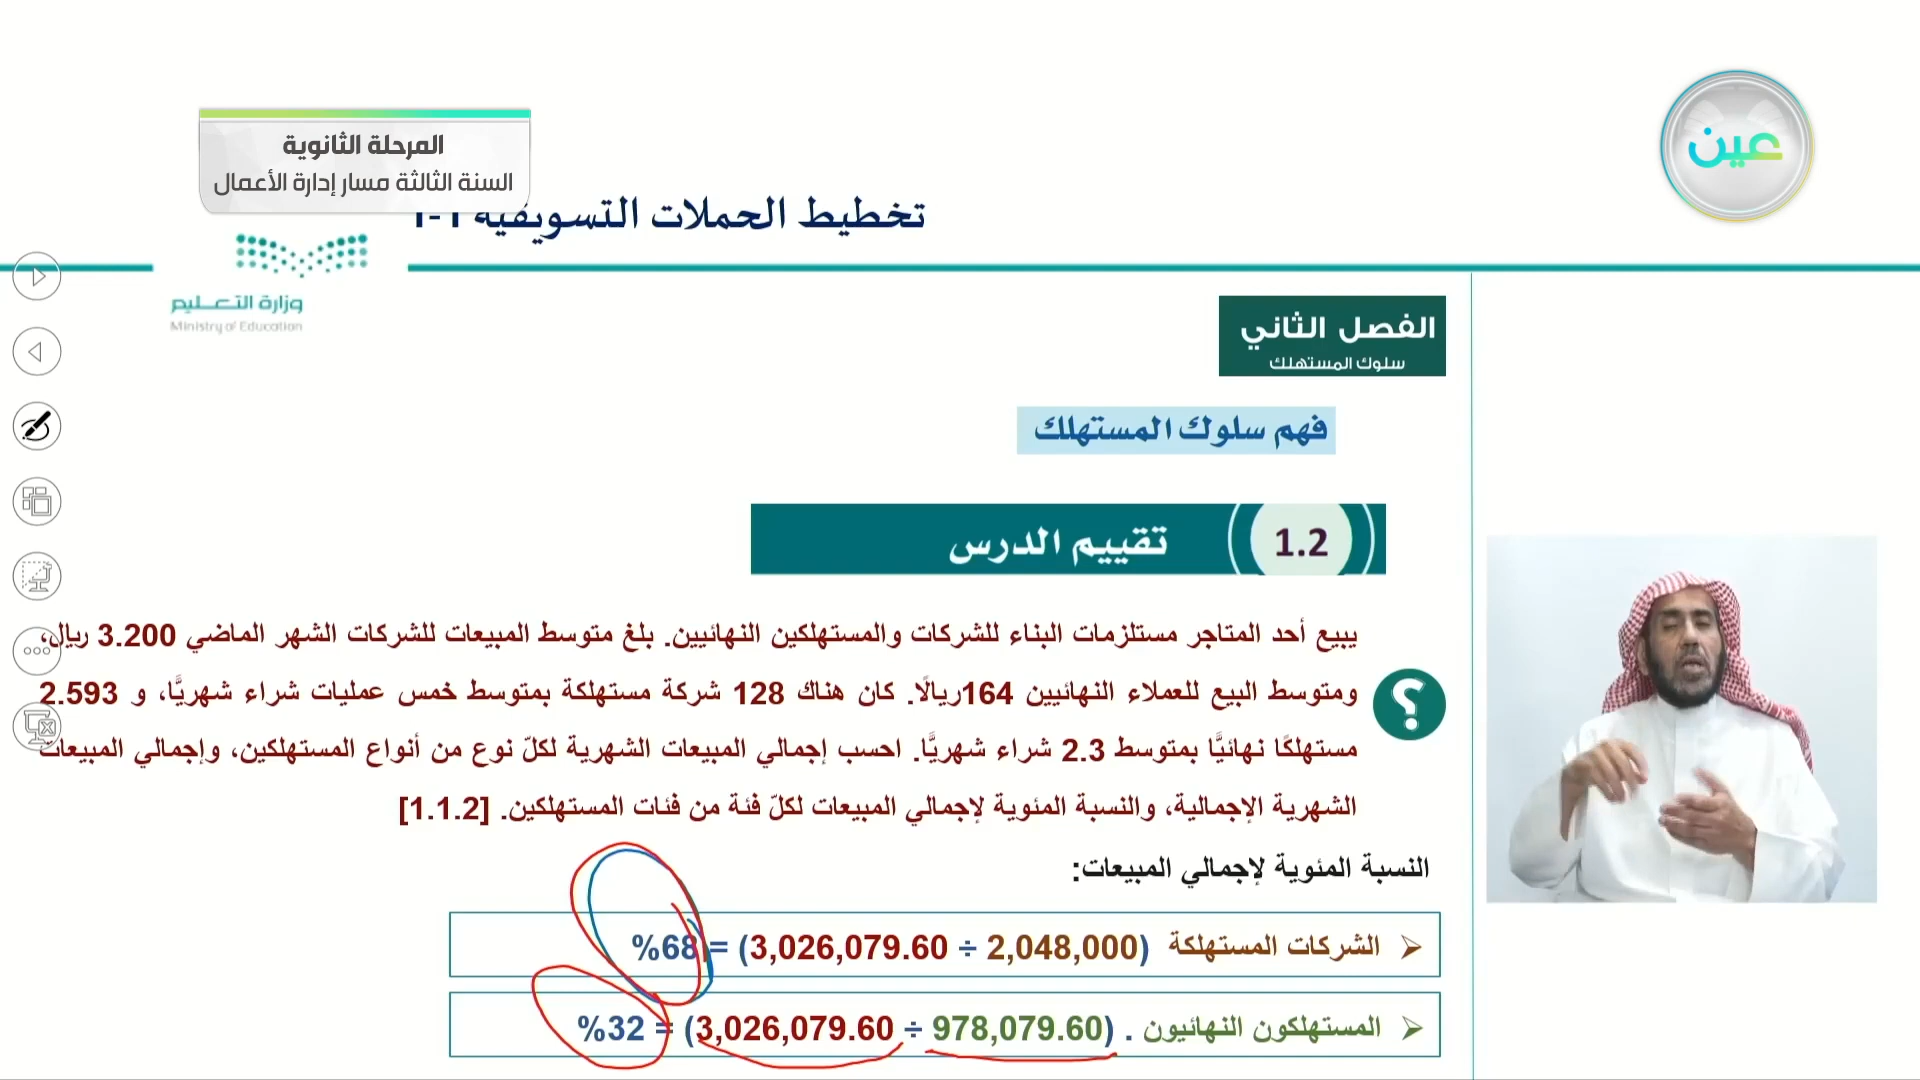 المرحلة الثانوية
السنة الثالثة مسار إدارة الأعمال
عين
تخطيط الحملات التسويقية 1-1
وزارة التعليم
Ministry of Education
الفصل الثاني
سلوك المستهلك
فهم سلوك المستهلك
1.2 تقييم الدرس
يبيع أحد المتاجر مستلزمات البناء للشركات والمستهلكين النهائيين. بلغ متوسط المبيعات للشركات الشهر الماضي 3.200 ريال،
ومتوسط البيع للعملاء النهائيين 164ريالًا. كان هناك 128 شركة مستهلكة بمتوسط خمس عمليات شراء شهريًّا، و 2.593
مستهلكًا نهائيًّا بمتوسط 2.3 شراء شهريًّا. احسب إجمالي المبيعات الشهرية لكلّ نوع من أنواع المستهلكين، وإجمالي المبيعات
الشهرية الإجمالية، والنسبة المئوية لإجمالي المبيعات لكلّ فئة من فئات المستهلكين. [1.1.2]
النسبة المئوية لإجمالي المبيعات:
الشركات المستهلكة (2,048,000 ÷ 3,026,079.60) = 68%
المستهلكون النهائيون . (978,079.60 ÷ 3,026,079.60) = 32%